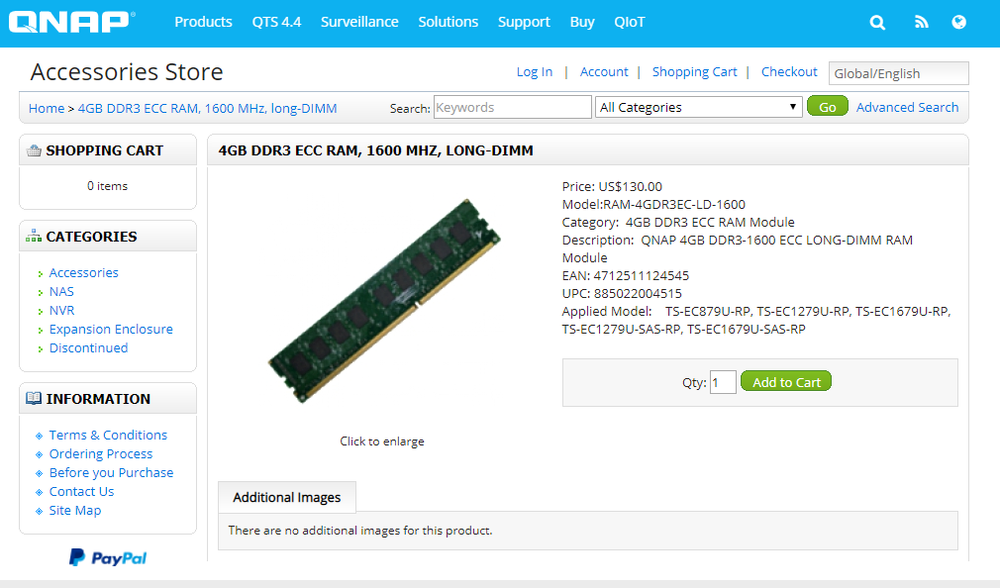 QNAP®
Products QTS 4.4 Surveillance Solutions Support Buy QIoT
Accessories Store
Log In | Account | Shopping Cart | Checkout Global/English
Home > 4GB DDR3 ECC RAM, 1600 MHz, long-DIMM Search: Keywords All Categories Go Advanced Search
SHOPPING CART
0 items
CATEGORIES
Accessories
NAS
NVR
Expansion Enclosure
Discontinued
INFORMATION
Terms & Conditions
Ordering Process
Before you Purchase
Contact Us
Site Map
PayPal
4GB DDR3 ECC RAM, 1600 MHZ, LONG-DIMM
Click to enlarge
Price: US$130.00
Model:RAM-4GDR3EC-LD-1600
Category: 4GB DDR3 ECC RAM Module
Description: QNAP 4GB DDR3-1600 ECC LONG-DIMM RAM
Module
EAN: 4712511124545
UPC: 885022004515
Applied Model: TS-EC879U-RP, TS-EC1279U-RP, TS-EC1679U-RP,
TS-EC1279U-SAS-RP, TS-EC1679U-SAS-RP
Qty: 1 Add to Cart
Additional Images
There are no additional images for this product.